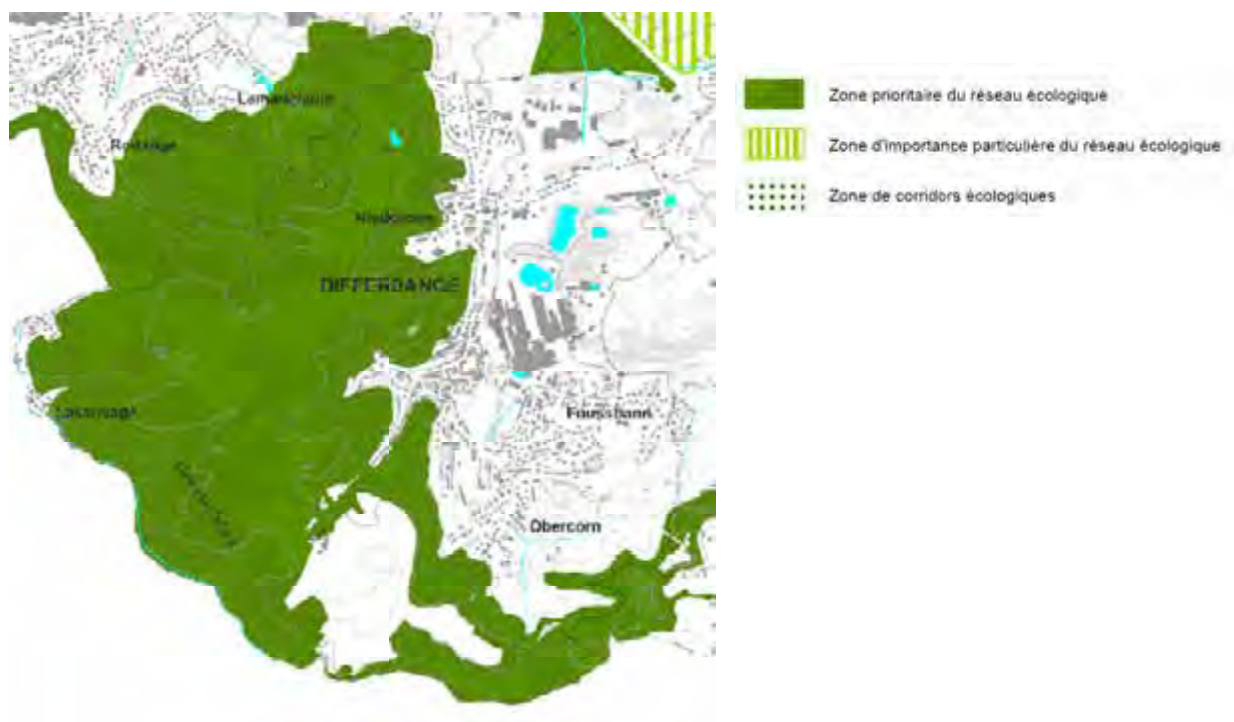 Zone prioritaire du réseau écologique
Zone d'importance particulière du réseau écologique
Zone de corridors écologiques
Lamadelaine
Rodange
Niedkorn
DIFFERDANGE
Lasauvage
Fousbann
Obercorn